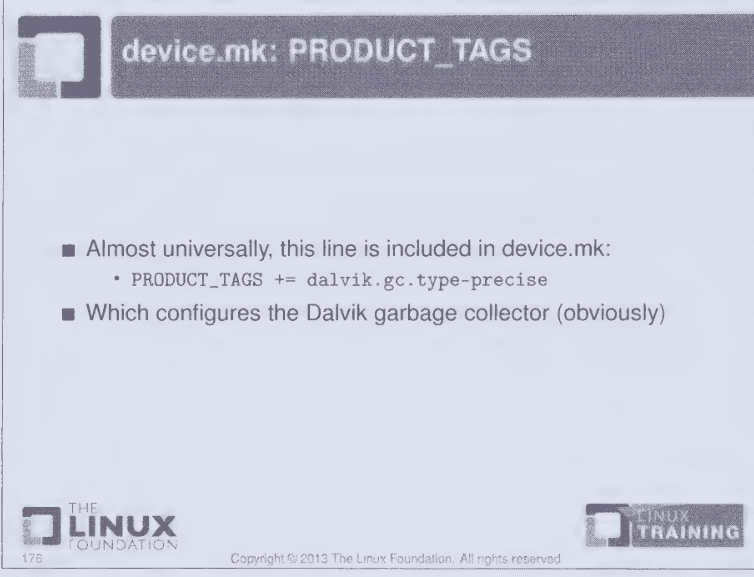 device.mk: PRODUCT_TAGS
■ Almost universally, this line is included in device.mk:
• PRODUCT_TAGS += dalvik.gc.type-precise
■ Which configures the Dalvik garbage collector (obviously)
THE
LINUX
FOUNDATION
LINUX
TRAINING
176
Copyright © 2013 The Linux Foundation. All rights reserved